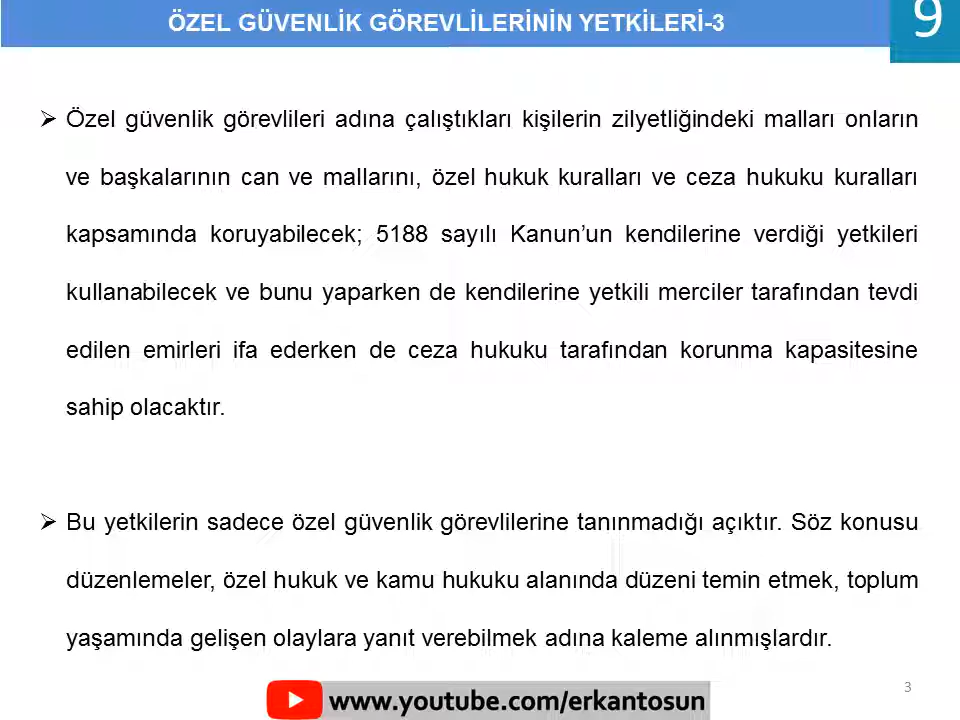 ÖZEL GÜVENLİK GÖREVLİLERİNİN YETKİLERİ-3
9
➢ Özel güvenlik görevlileri adına çalıştıkları kişilerin zilyetliğindeki malları onların
ve başkalarının can ve mallarını, özel hukuk kuralları ve ceza hukuku kuralları
kapsamında koruyabilecek; 5188 sayılı Kanun’un kendilerine verdiği yetkileri
kullanabilecek ve bunu yaparken de kendilerine yetkili merciler tarafından tevdi
edilen emirleri ifa ederken de ceza hukuku tarafından korunma kapasitesine
sahip olacaktır.
➢ Bu yetkilerin sadece özel güvenlik görevlilerine tanınmadığı açıktır. Söz konusu
düzenlemeler, özel hukuk ve kamu hukuku alanında düzeni temin etmek, toplum
yaşamında gelişen olaylara yanıt verebilmek adına kaleme alınmışlardır.
3
www.youtube.com/erkantosun